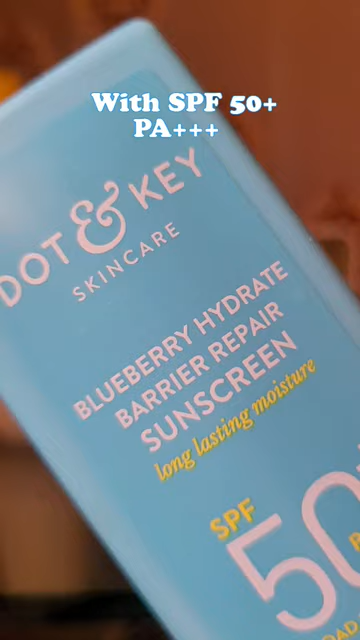 With SPF 50+
PA+++
DOT & KEY
SKINCARE
BLUEBERRY HYDRATE
BARRIER REPAIR
SUNSCREEN
long lasting moisture
SPF
50